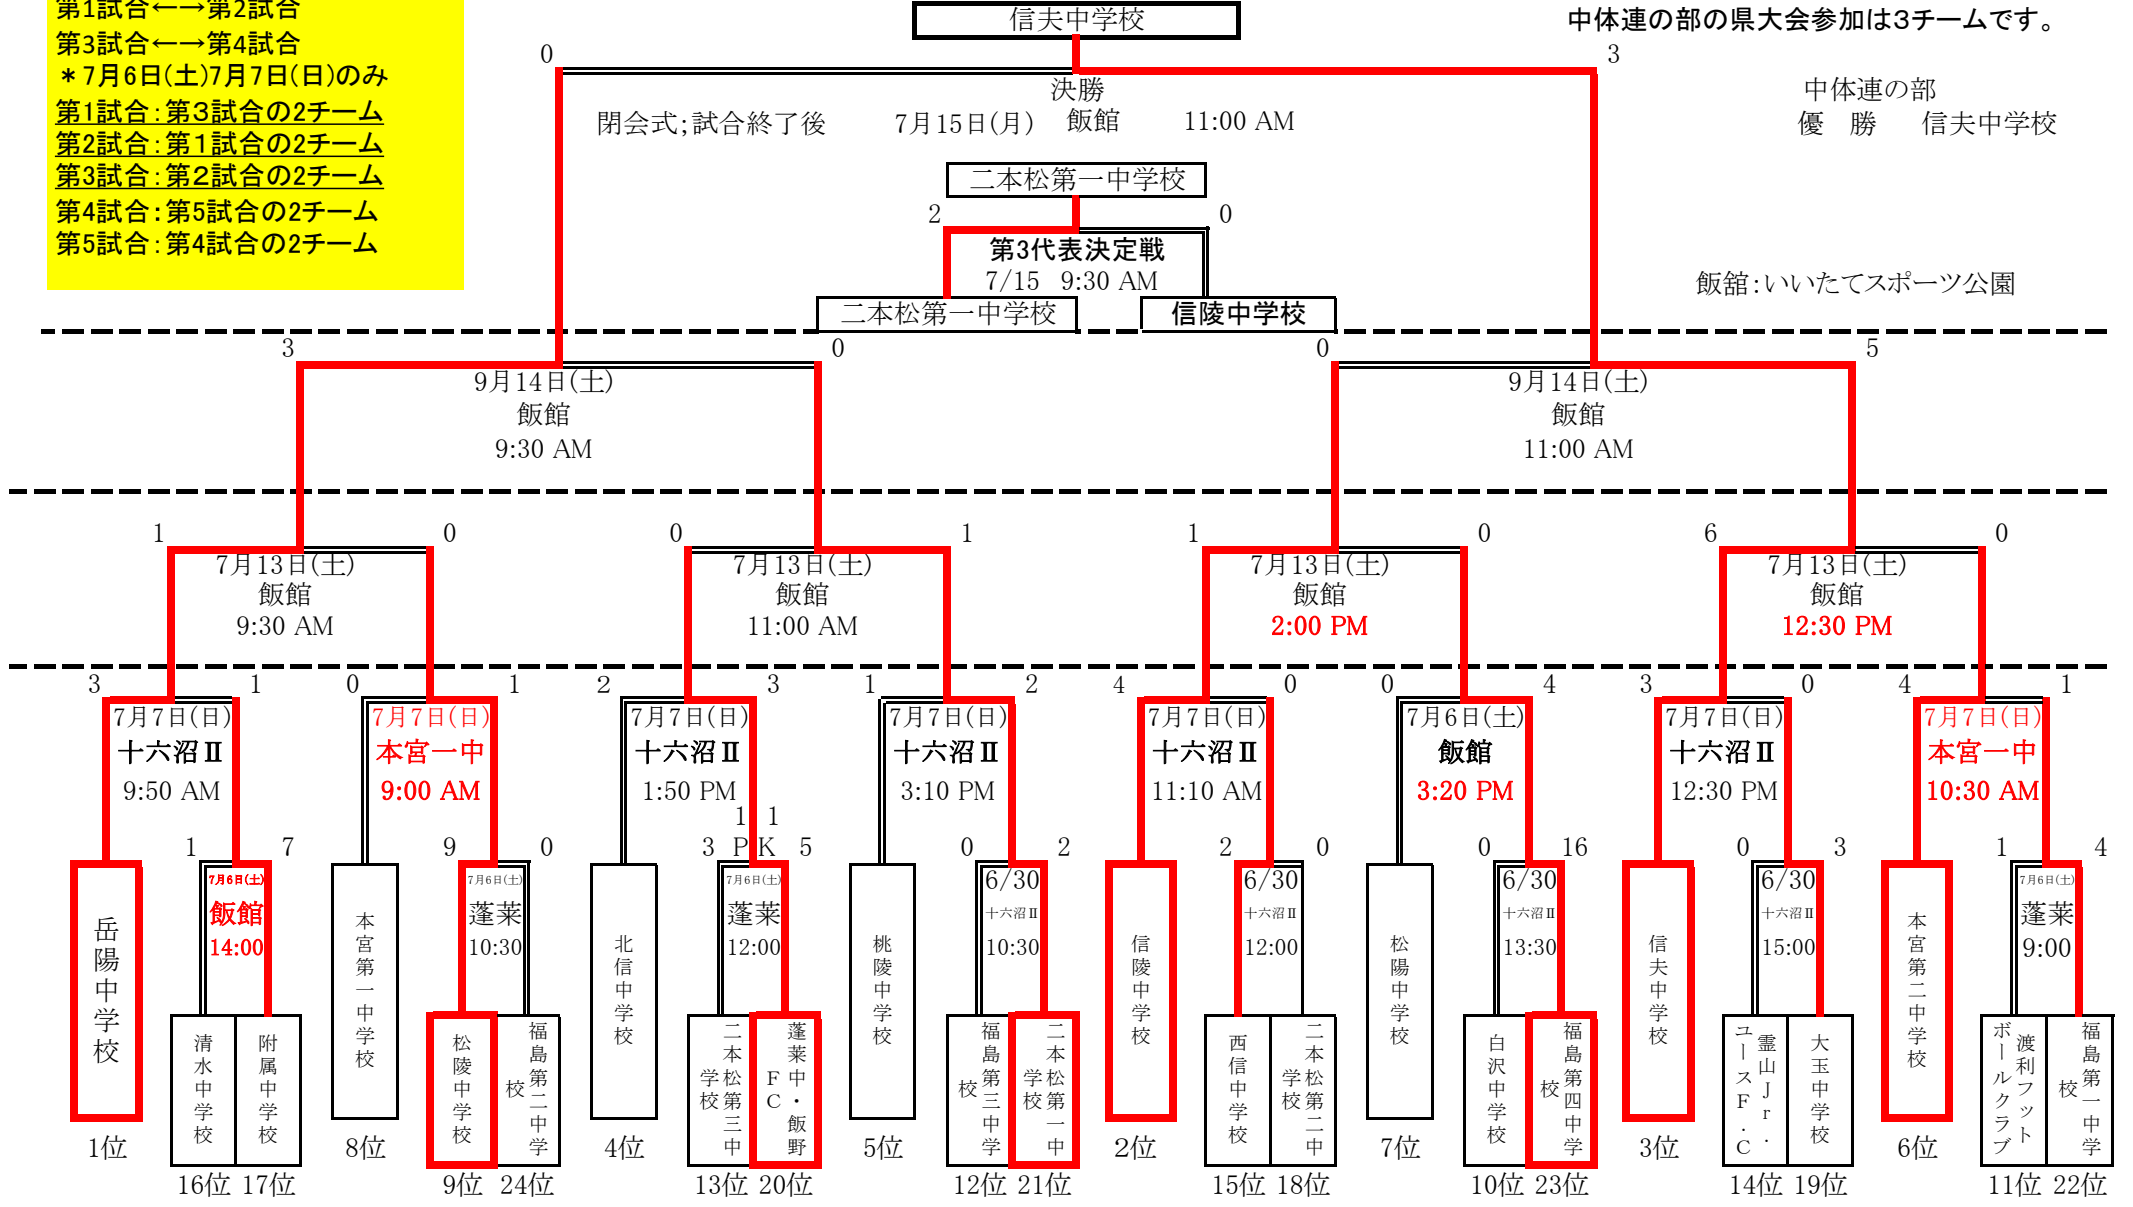 第1試合←→第2試合
第3試合←→第4試合
＊7月6日(土)7月7日(日)のみ
第1試合：第3試合の2チーム
第2試合：第1試合の2チーム
第3試合：第2試合の2チーム
第4試合：第5試合の2チーム
第5試合：第4試合の2チーム
信夫中学校
中体連の部の県大会参加は3チームです。
0 3
決勝
閉会式；試合終了後 7月15日(月) 飯館 11:00 AM
中体連の部
優　勝　信夫中学校
二本松第一中学校
2 0
第3代表決定戦
7/15 9:30 AM
二本松第一中学校 信陵中学校
飯舘：いいたてスポーツ公園
3 0 0 5
9月14日(土) 9月14日(土)
飯館 飯館
9:30 AM 11:00 AM
1 0 0 1 1 0 6 0
7月13日(土) 7月13日(土) 7月13日(土) 7月13日(土)
飯館 飯館 飯館 飯館
9:30 AM 11:00 AM 2:00 PM 12:30 PM
3 1 0 1 2 3 1 2 4 0 0 4 3 0 4 1
7月7日(日) 7月7日(日) 7月7日(日) 7月7日(日) 7月7日(日) 7月6日(土) 7月7日(日) 7月7日(日)
十六沼Ⅱ 本宮一中 十六沼Ⅱ 十六沼Ⅱ 十六沼Ⅱ 飯館 十六沼Ⅱ 本宮一中
9:50 AM 9:00 AM 1:50 PM 3:10 PM 11:10 AM 3:20 PM 12:30 PM 10:30 AM
1 1
1 7 9 0 3 PK 5 0 2 2 0 0 16 0 3 1 4
7月6日(土) 7月6日(土) 7月6日(土) 6/30 6/30 6/30 6/30 7月6日(土)
飯館 蓬莱 蓬莱 十六沼Ⅱ 十六沼Ⅱ 十六沼Ⅱ 十六沼Ⅱ 蓬莱
14:00 10:30 12:00 10:30 12:00 13:30 15:00 9:00
岳陽中学校
清水中学校
附属中学校
本宮第一中学校
松陵中学校
福島第二中学校
北信中学校
二本松第三中学校
蓬莱中・飯野FC
桃陵中学校
福島第三中学校
二本松第一中学校
信陵中学校
西信中学校
二本松第二中学校
松陽中学校
白沢中学校
福島第四中学校
信夫中学校
霊山Jr.ユースF.C
大玉中学校
本宮第二中学校
渡利フットボールクラブ
福島第一中学校
1位 8位 4位 5位 2位 7位 3位 6位
16位 17位 9位 24位 13位 20位 12位 21位 15位 18位 10位 23位 14位 19位 11位 22位